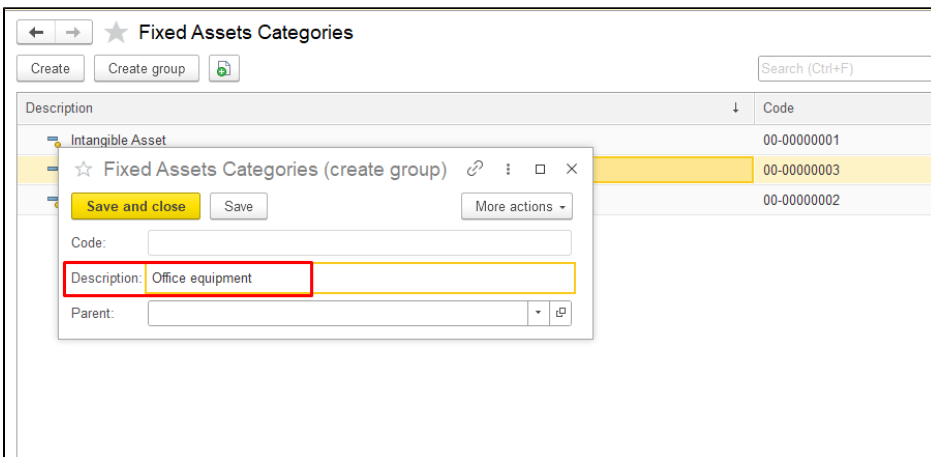 Fixed Assets Categories
Create
Create group
Search (Ctrl+F)
Description
Code
Intangible Asset
00-00000001
00-00000003
00-00000002
Fixed Assets Categories (create group)
Save and close
Save
More actions
Code:
Description: Office equipment
Parent: